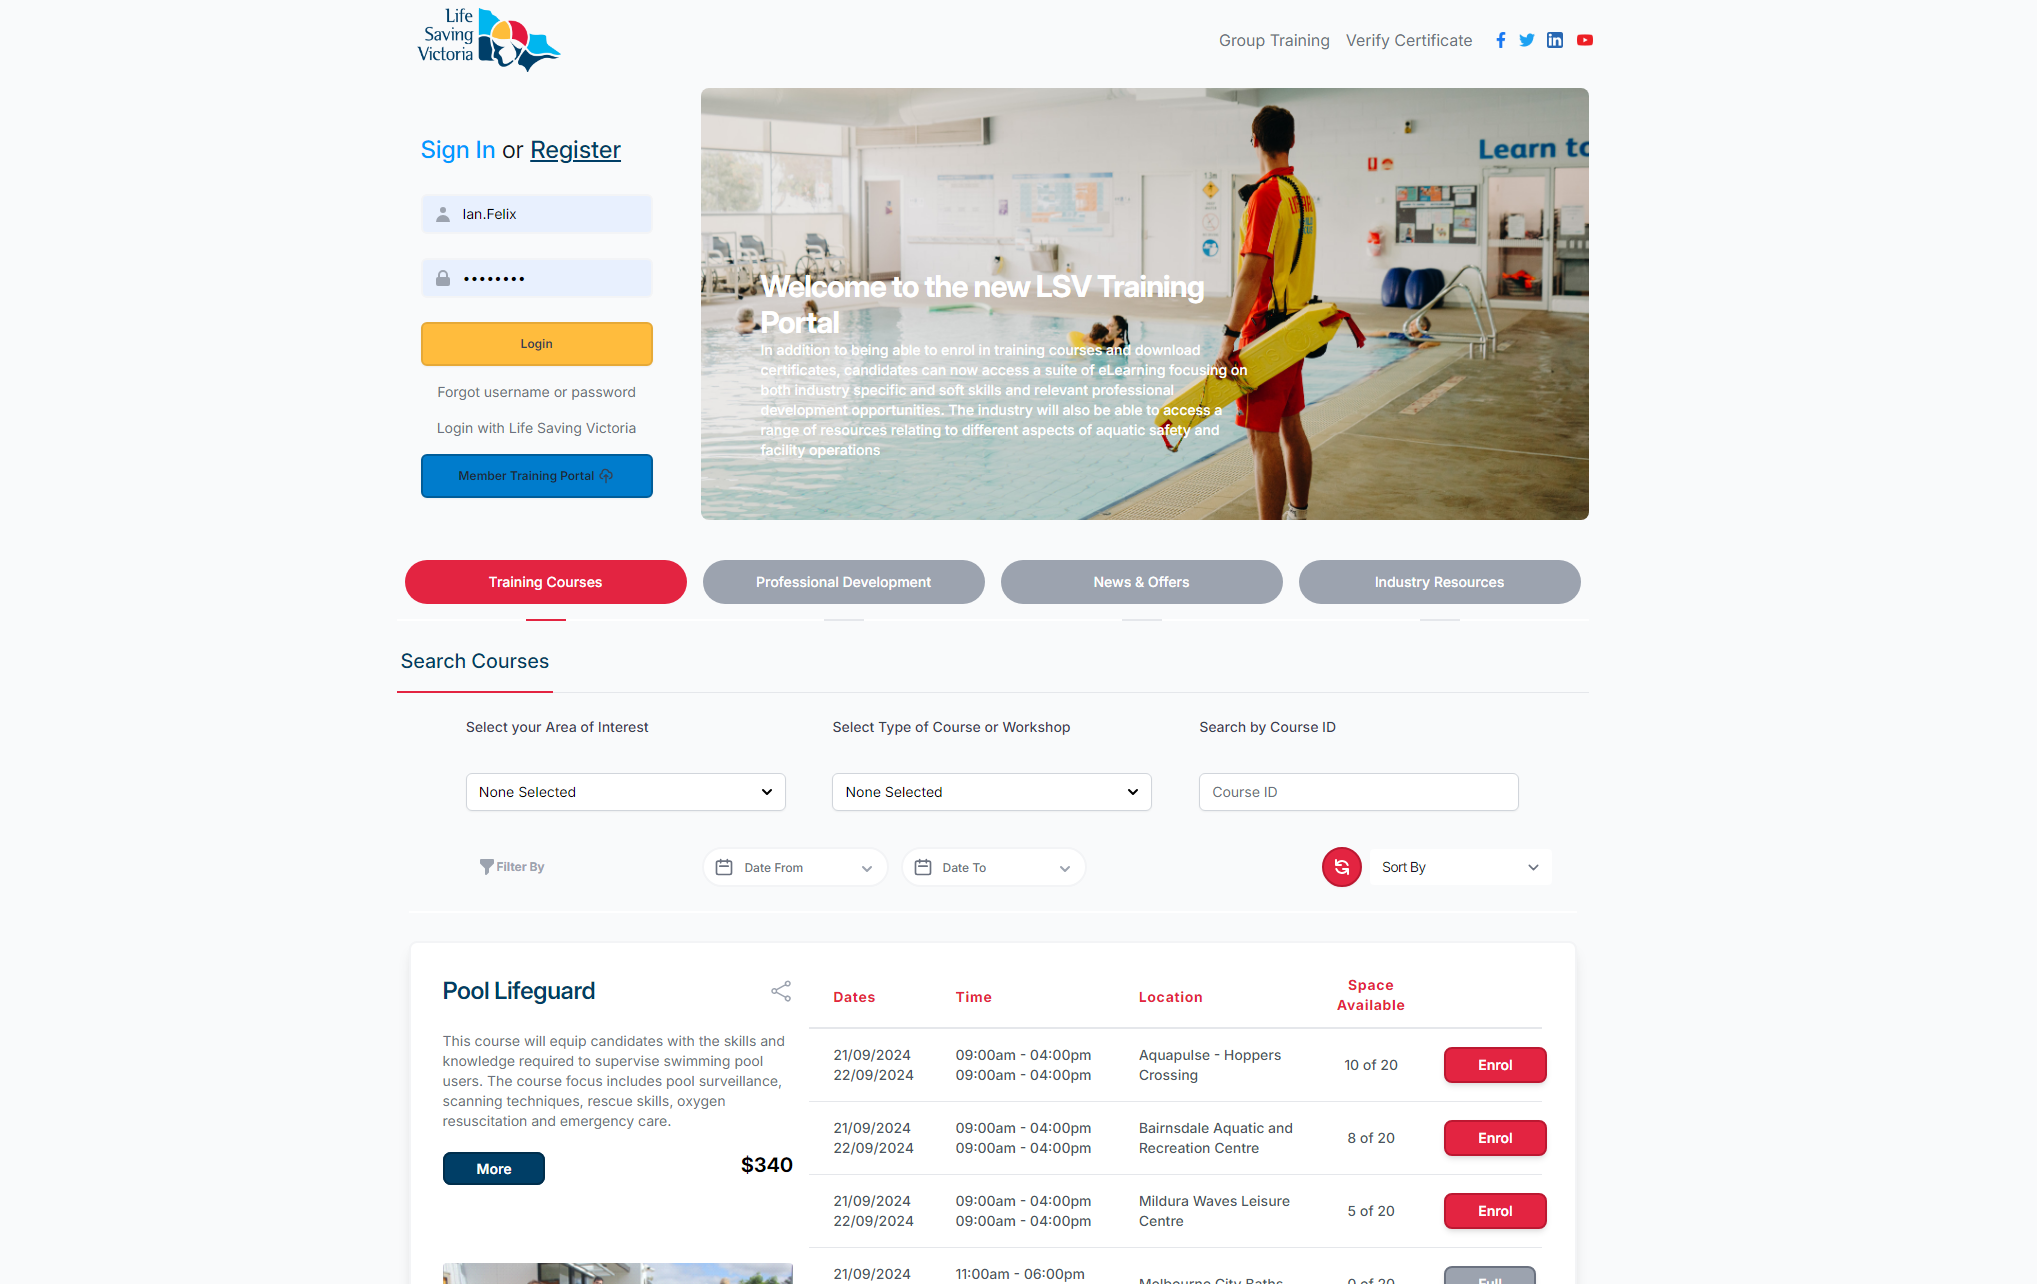 Life
Saving
Victoria
Group Training
Verify Certificate
Sign In or Register
Ian.Felix
••••••••
Login
Forgot username or password
Login with Life Saving Victoria
Member Training Portal
Learn to
Welcome to the new LSV Training
Portal
In addition to being able to enrol in training courses and download
certificates, candidates can now access a suite of eLearning focusing on
both industry specific and soft skills and relevant professional
development opportunities. The industry will also be able to access a
range of resources relating to different aspects of aquatic safety and
facility operations
Training Courses
Professional Development
News & Offers
Industry Resources
Search Courses
Select your Area of Interest
Select Type of Course or Workshop
Search by Course ID
None Selected
None Selected
Course ID
Filter By
Date From
Date To
Sort By
Pool Lifeguard
This course will equip candidates with the skills and
knowledge required to supervise swimming pool
users. The course focus includes pool surveillance,
scanning techniques, rescue skills, oxygen
resuscitation and emergency care.
More
$340
Dates
Time
Location
Space
Available
21/09/2024 09:00am - 04:00pm Aquapulse - Hoppers
22/09/2024 09:00am - 04:00pm Crossing
10 of 20
Enrol
21/09/2024 09:00am - 04:00pm Bairnsdale Aquatic and
22/09/2024 09:00am - 04:00pm Recreation Centre
8 of 20
Enrol
21/09/2024 09:00am - 04:00pm Mildura Waves Leisure
22/09/2024 09:00am - 04:00pm Centre
5 of 20
Enrol
21/09/2024 11:00am - 06:00pm
Melbourne City Baths
0 of 20
Full